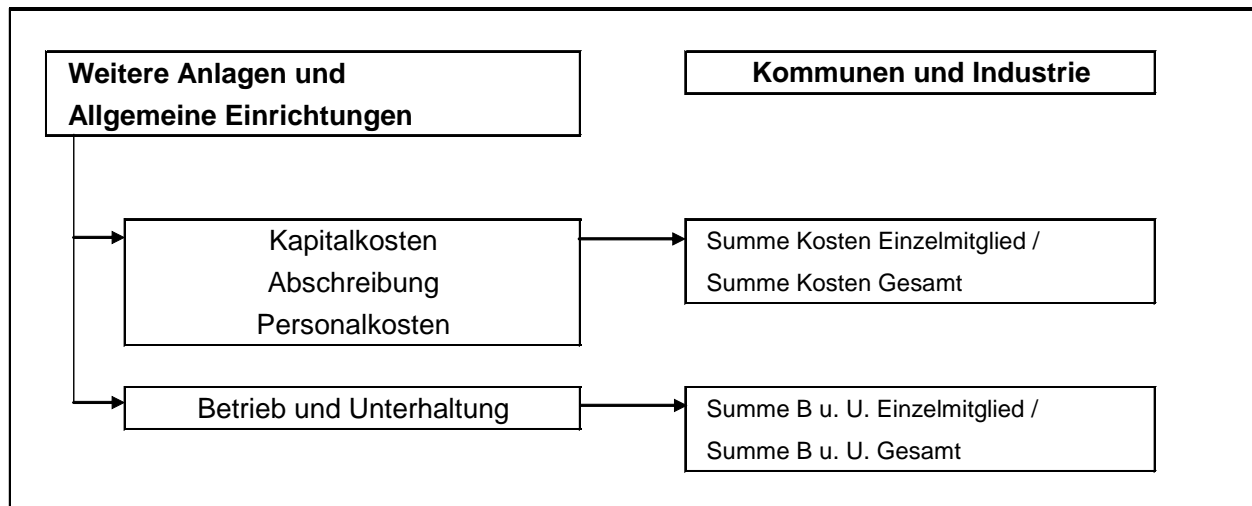 Weitere Anlagen und
Allgemeine Einrichtungen
Kommunen und Industrie
Kapitalkosten
Abschreibung
Personalkosten
Summe Kosten Einzelmitglied /
Summe Kosten Gesamt
Betrieb und Unterhaltung
Summe B u. U. Einzelmitglied /
Summe B u. U. Gesamt